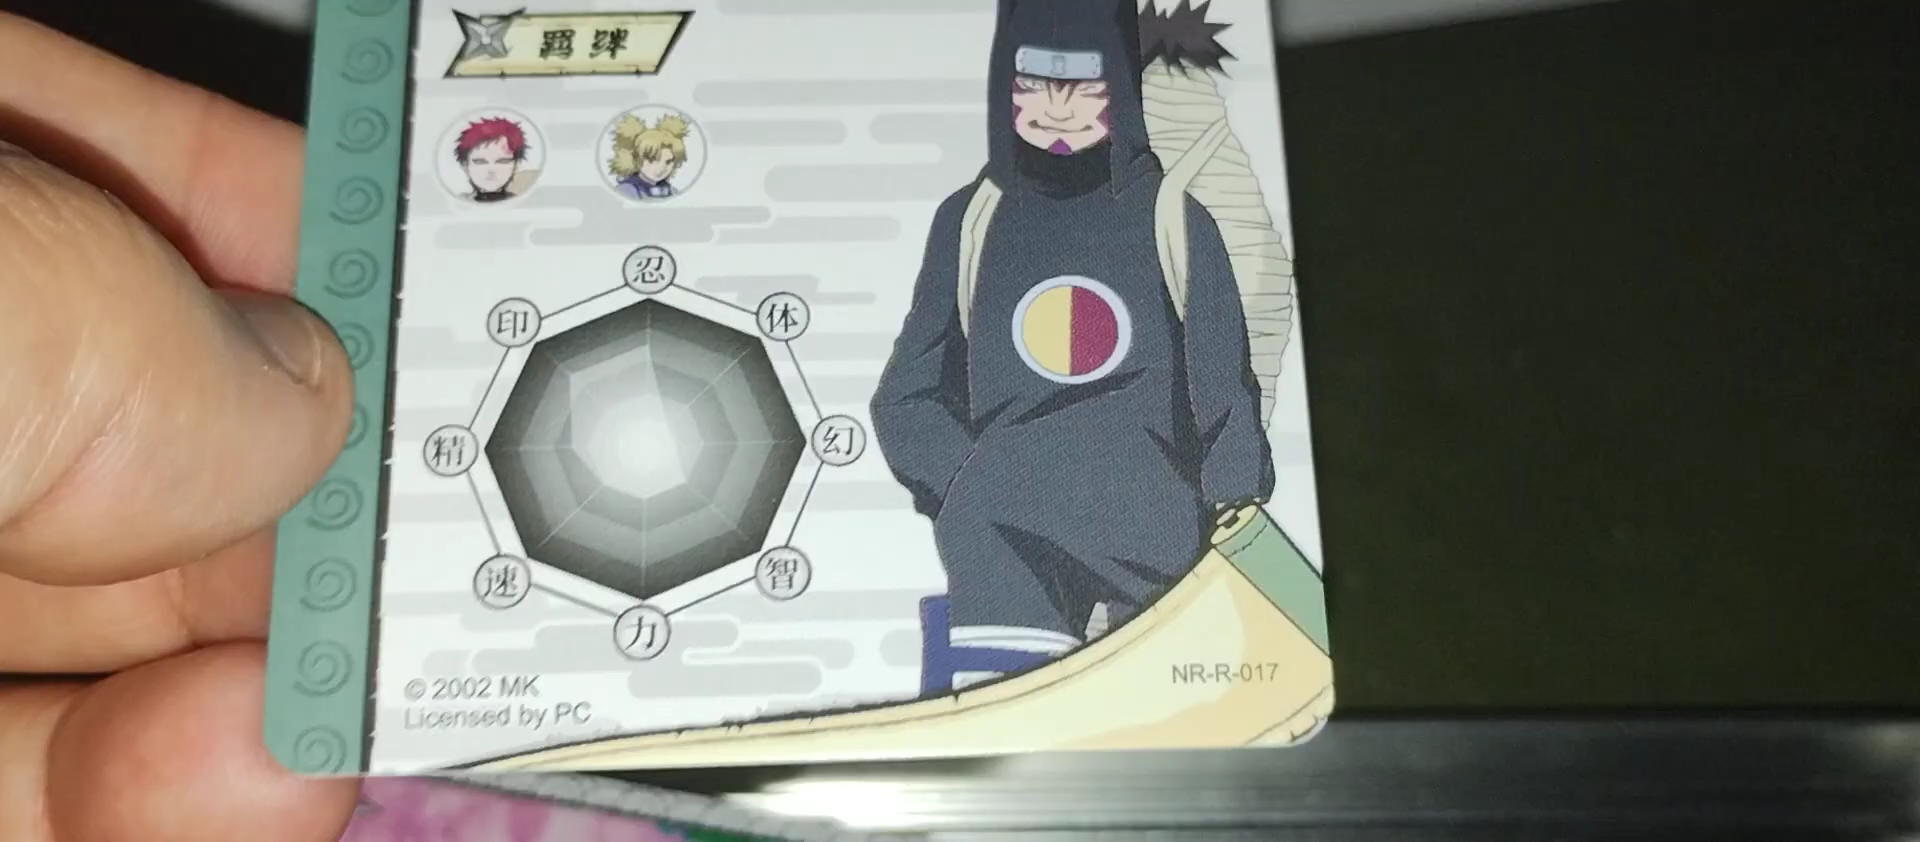 羁绊
忍
体
幻
智
力
速
精
印
© 2002 MK
Licensed by PC
NR-R-017